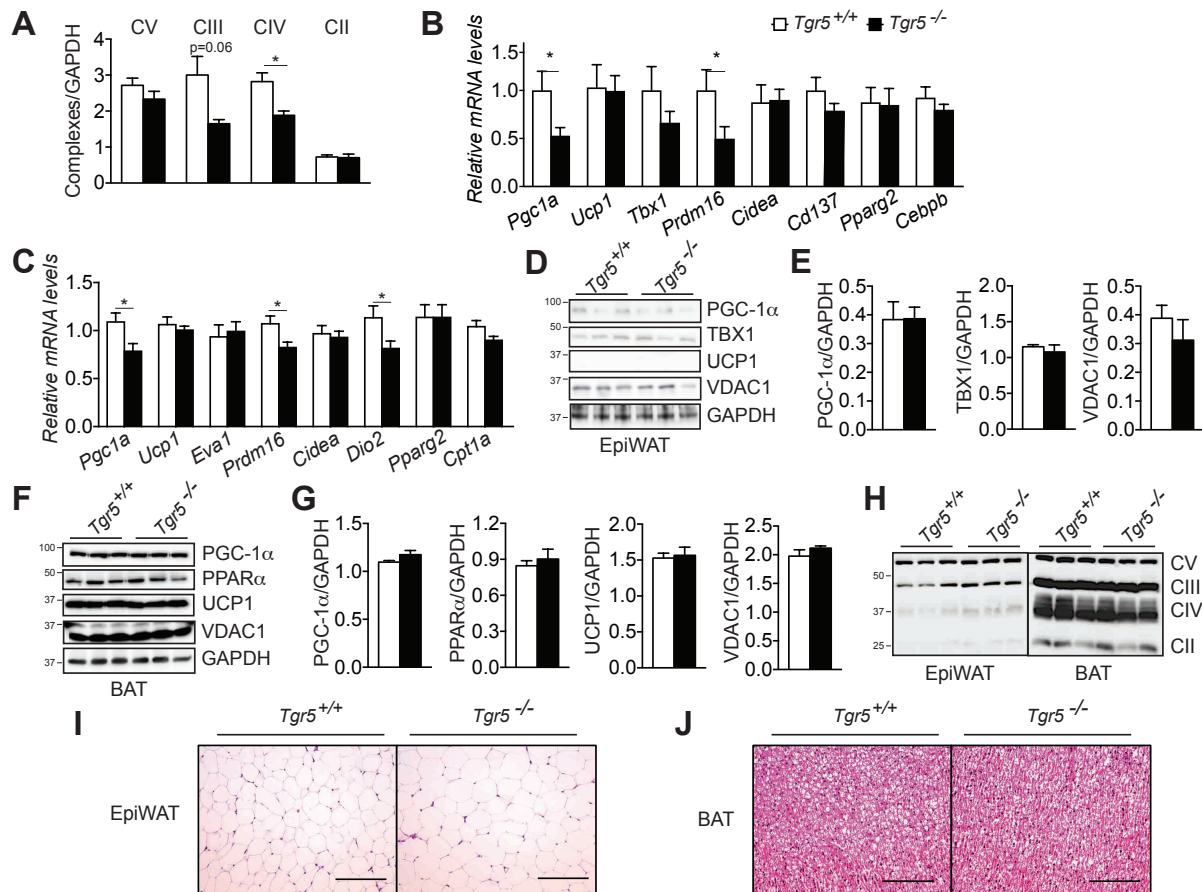 A
CV CIII CIV CII
p=0.06
*
Complexes/GAPDH
4
3
2
1
0
B
Tgr5 +/+ Tgr5 -/-
* *
Relative mRNA levels
1.5
1.0
0.5
0.0
Pgc1a Ucp1 Tbx1 Prdm16 Cidea Cd137 Pparg2 Cebpb
C
* * *
Relative mRNA levels
1.5
1.0
0.5
0.0
Pgc1a Ucp1 Eva1 Prdm16 Cidea Dio2 Pparg2 Cpt1a
D
Tgr5+/+ Tgr5 -/-
100 PGC-1α
50 TBX1
37 UCP1
37 VDAC1
37 GAPDH
EpiWAT
E
PGC-1α/GAPDH
0.5
0.4
0.3
0.2
0.1
0.0
TBX1/GAPDH
2.0
1.5
1.0
0.5
0.0
VDAC1/GAPDH
0.5
0.4
0.3
0.2
0.1
0.0
F
Tgr5+/+ Tgr5 -/-
100 PGC-1α
50 PPARα
37 UCP1
37 VDAC1
37 GAPDH
BAT
G
PGC-1α/GAPDH
1.5
1.0
0.5
0.0
PPARα/GAPDH
1.5
1.0
0.5
0.0
UCP1/GAPDH
2.0
1.5
1.0
0.5
0.0
VDAC1/GAPDH
2.5
2.0
1.5
1.0
0.5
0.0
H
Tgr5+/+ Tgr5 -/- Tgr5+/+ Tgr5 -/-
50
37
25
CV
CIII
CIV
CII
EpiWAT BAT
I
Tgr5+/+ Tgr5 -/-
EpiWAT
J
Tgr5+/+ Tgr5 -/-
BAT